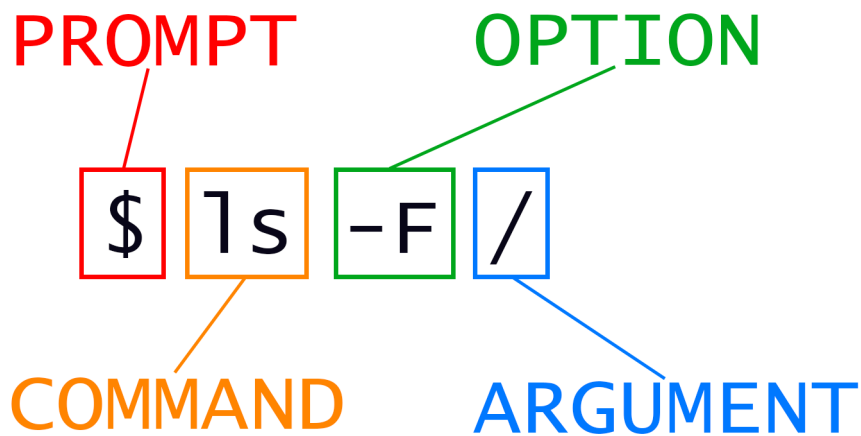 PROMPT OPTION
$ ls -F /
COMMAND ARGUMENT